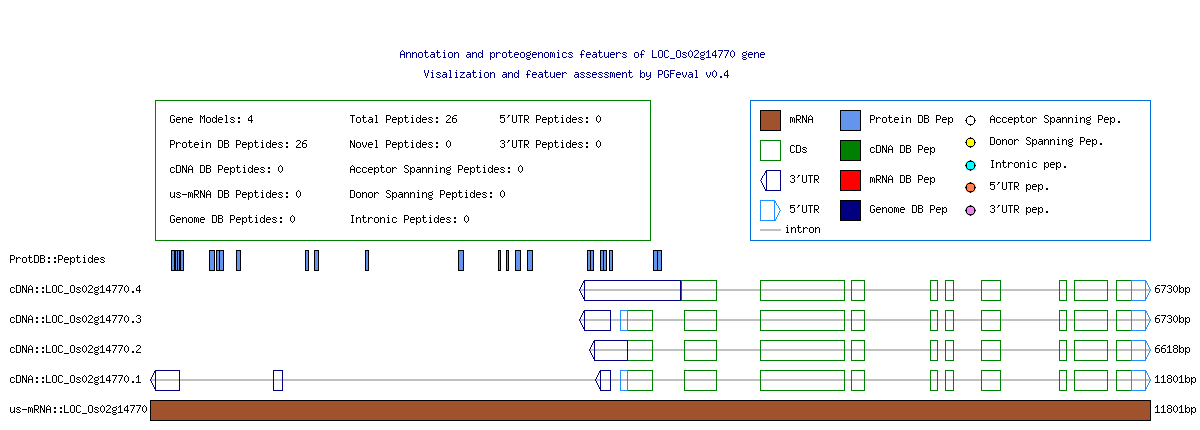 Annotation and proteogenomics featuers of LOC_Os02g14770 gene
Visalization and featuer assessment by PGFeval v0.4
Gene Models: 4 Total Peptides: 26 5'UTR Peptides: 0
Protein DB Peptides: 26 Novel Peptides: 0 3'UTR Peptides: 0
cDNA DB Peptides: 0 Acceptor Spanning Peptides: 0
us-mRNA DB Peptides: 0 Donor Spanning Peptides: 0
Genome DB Peptides: 0 Intronic Peptides: 0
mRNA Protein DB Pep Acceptor Spanning Pep.
CDs cDNA DB Pep Donor Spanning Pep.
3'UTR mRNA DB Pep Intronic pep.
5'UTR Genome DB Pep 5'UTR pep.
intron 3'UTR pep.
ProtDB::Peptides
cDNA::LOC_Os02g14770.4 6730bp
cDNA::LOC_Os02g14770.3 6730bp
cDNA::LOC_Os02g14770.2 6618bp
cDNA::LOC_Os02g14770.1 11801bp
us-mRNA::LOC_Os02g14770 11801bp